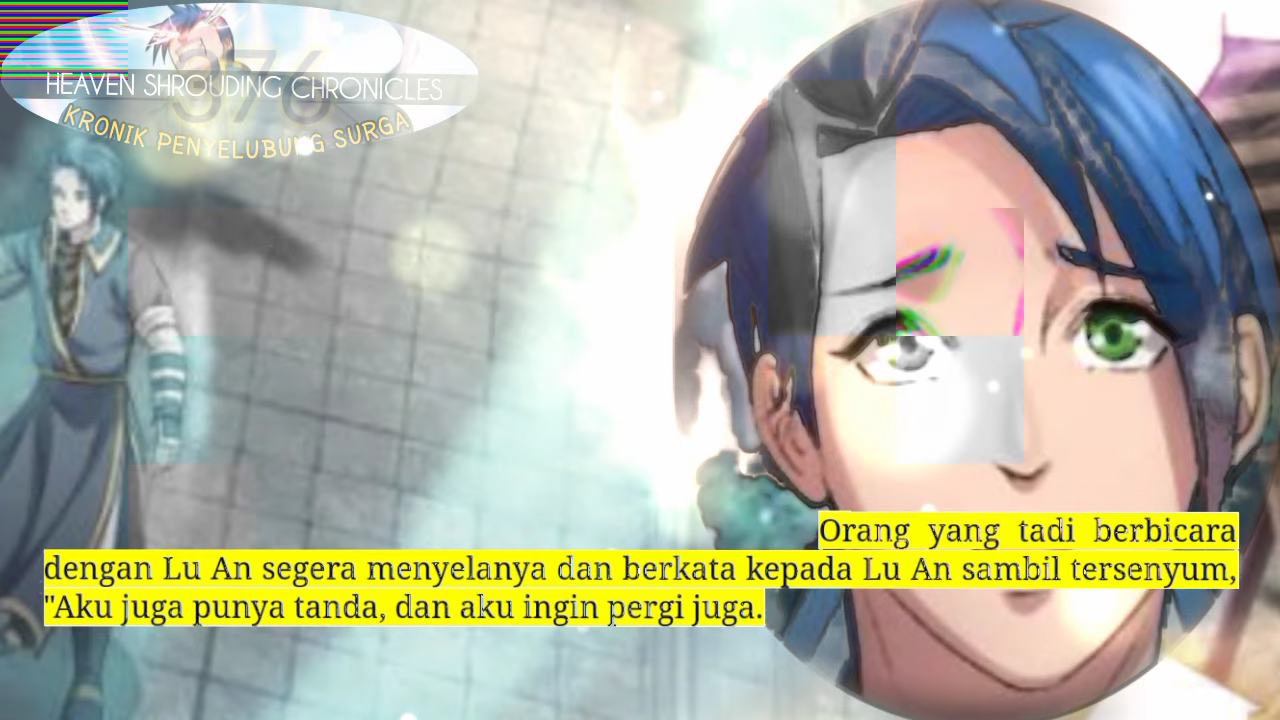 376
HEAVEN SHROUDING CHRONICLES
KRONIK PENYELUBUNG SURGA
Orang yang tadi berbicara
dengan Lu An segera menyelanya dan berkata kepada Lu An sambil tersenyum,
"Aku juga punya tanda, dan aku ingin pergi juga.